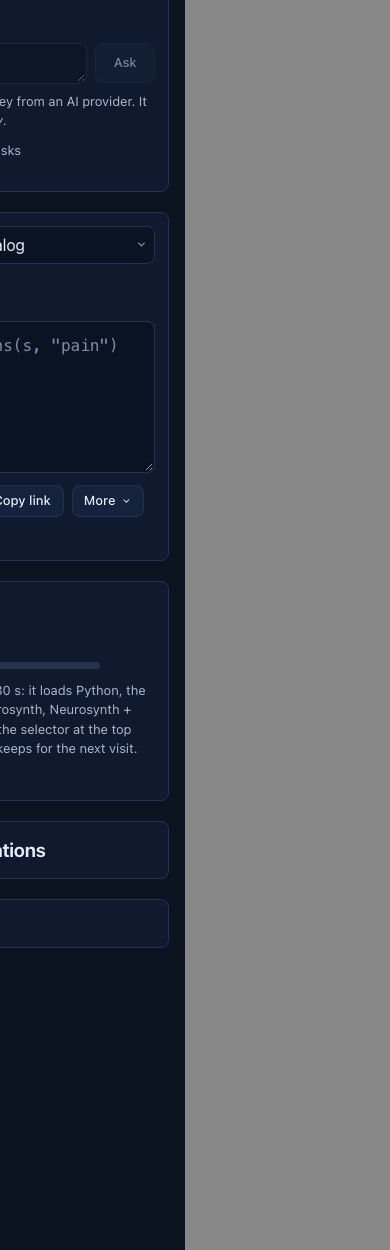 Ask
ey from an AI provider. It
y.
sks
alog
ns(s, "pain")
Copy link
More
30 s: it loads Python, the
rosynth, Neurosynth +
the selector at the top
keeps for the next visit.
ations